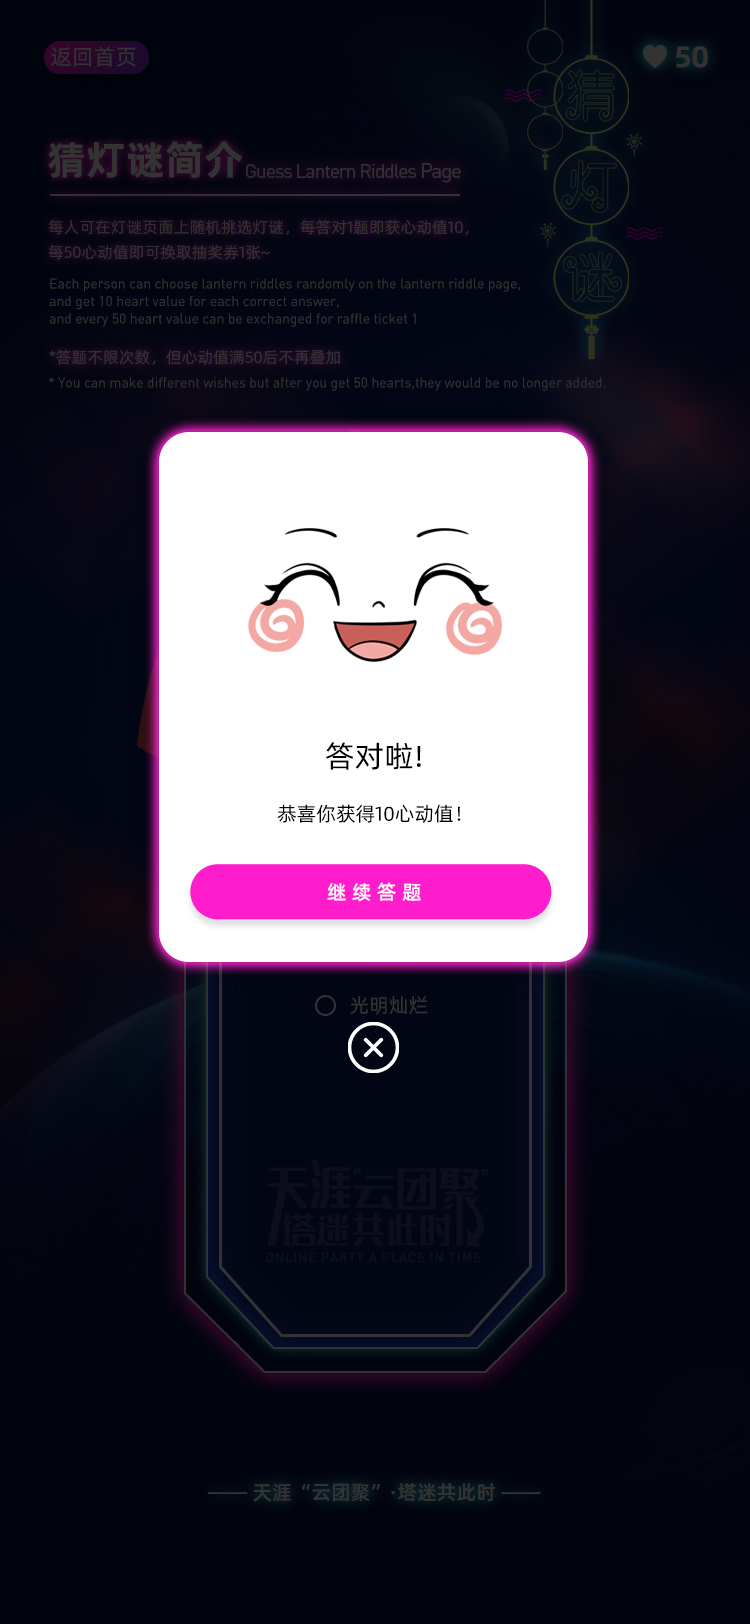 返回首页
50
猜
灯
谜
猜灯谜简介 Guess Lantern Riddles Page
每人可在灯谜页面上随机挑选灯谜，每答对1题即获心动值10，
每50心动值即可换取抽奖券1张~
Each person can choose lantern riddles randomly on the lantern riddle page,
and get 10 heart value for each correct answer,
and every 50 heart value can be exchanged for raffle ticket 1
*答题不限次数，但心动值满50后不再叠加
* You can make different wishes but after you get 50 hearts,they would be no longer added.
答对啦!
恭喜你获得10心动值!
继续答题
光明灿烂
天涯“云团聚”
塔迷共此时
ONLINE PARTY A PLACE IN TIME
天涯“云团聚”·塔迷共此时